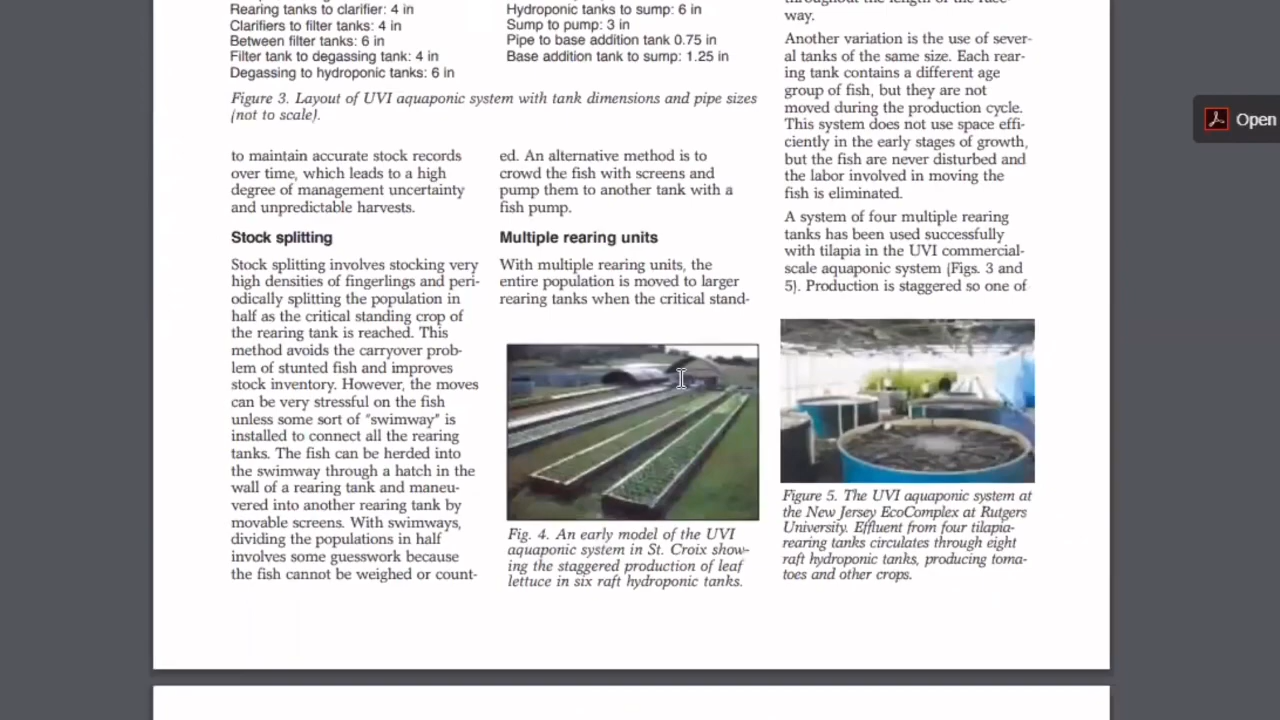 Rearing tanks to clarifier: 4 in
Clarifiers to filter tanks: 4 in
Between filter tanks: 6 in
Filter tank to degassing tank: 4 in
Degassing to hydroponic tanks: 6 in
Hydroponic tanks to sump: 6 in
Sump to pump: 3 in
Pipe to base addition tank 0.75 in
Base addition tank to sump: 1.25 in
Figure 3. Layout of UVI aquaponic system with tank dimensions and pipe sizes
(not to scale).
to maintain accurate stock records
over time, which leads to a high
degree of management uncertainty
and unpredictable harvests.
Stock splitting
Stock splitting involves stocking very
high densities of fingerlings and peri-
odically splitting the population in
half as the critical standing crop of
the rearing tank is reached. This
method avoids the carryover prob-
lem of stunted fish and improves
stock inventory. However, the moves
can be very stressful on the fish
unless some sort of "swimway" is
installed to connect all the rearing
tanks. The fish can be herded into
the swimway through a hatch in the
wall of a rearing tank and maneu-
vered into another rearing tank by
movable screens. With swimways,
dividing the populations in half
involves some guesswork because
the fish cannot be weighed or count-
ed. An alternative method is to
crowd the fish with screens and
pump them to another tank with a
fish pump.
Multiple rearing units
With multiple rearing units, the
entire population is moved to larger
rearing tanks when the critical stand-
Fig. 4. An early model of the UVI
aquaponic system in St. Croix show-
ing the staggered production of leaf
lettuce in six raft hydroponic tanks.
throughout the length of the race-
way.
Another variation is the use of sever-
al tanks of the same size. Each rear-
ing tank contains a different age
group of fish, but they are not
moved during the production cycle.
This system does not use space effi-
ciently in the early stages of growth,
but the fish are never disturbed and
the labor involved in moving the
fish is eliminated.
A system of four multiple rearing
tanks has been used successfully
with tilapia in the UVI commercial-
scale aquaponic system (Figs. 3 and
5). Production is staggered so one of
Figure 5. The UVI aquaponic system at
the New Jersey EcoComplex at Rutgers
University. Effluent from four tilapia-
rearing tanks circulates through eight
raft hydroponic tanks, producing toma-
toes and other crops.
Open